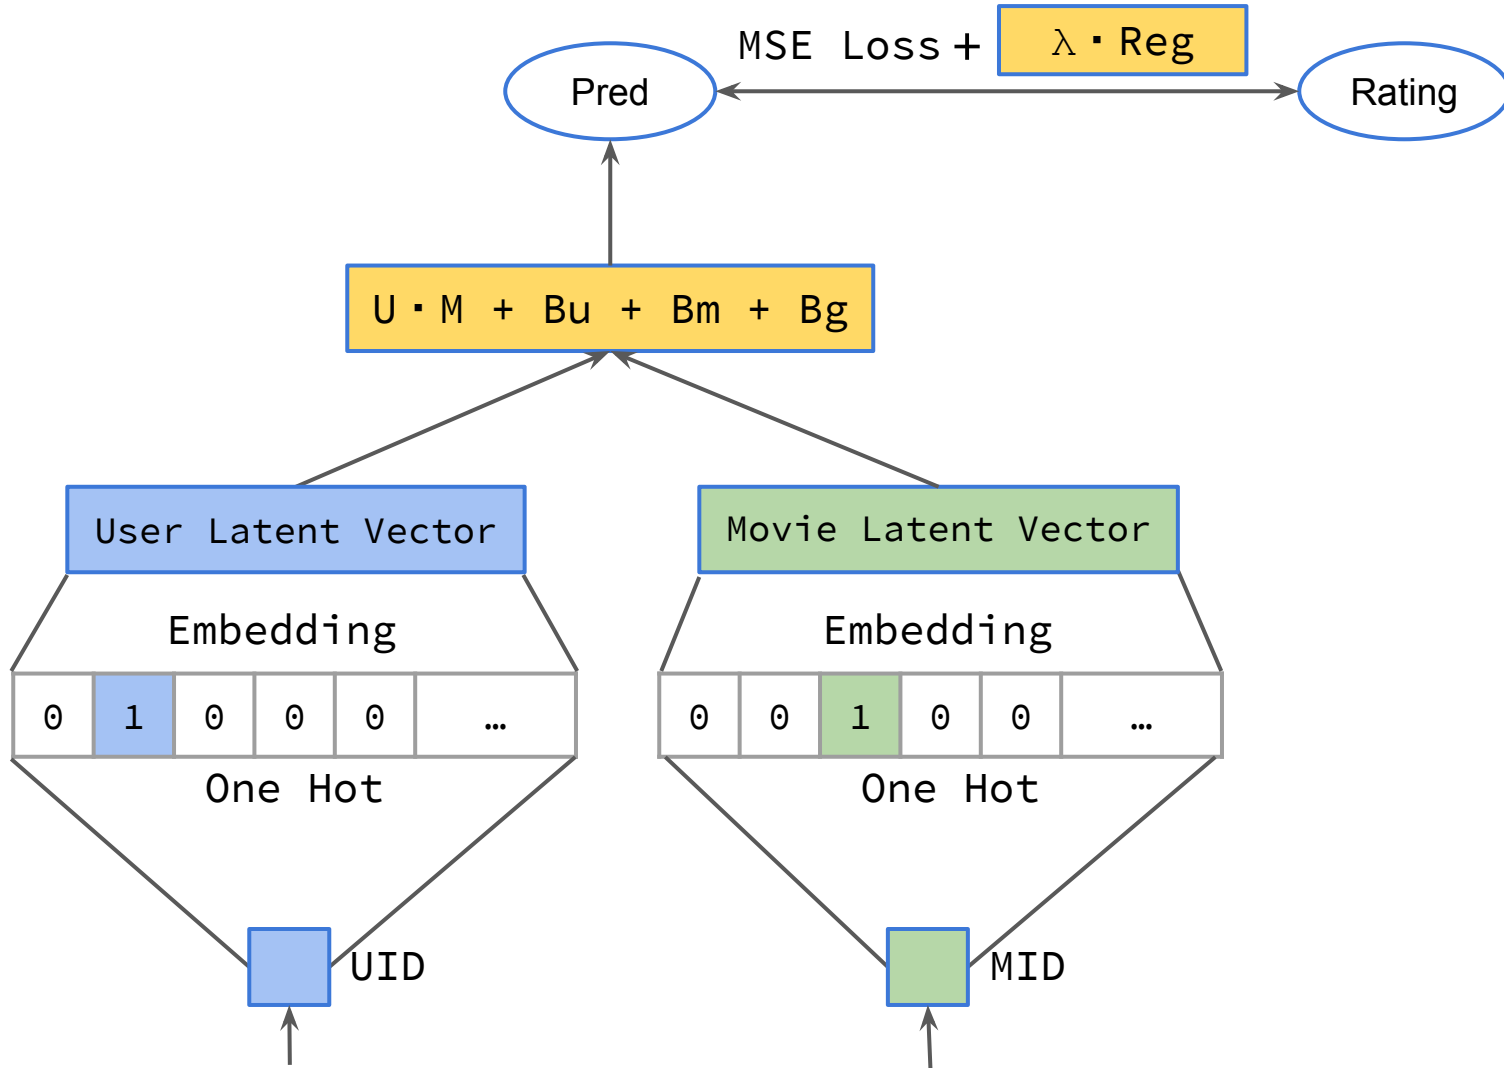 MSE Loss + λ · Reg
Pred
Rating
U · M + Bu + Bm + Bg
User Latent Vector
Movie Latent Vector
Embedding
Embedding
0 1 0 0 0 …
0 0 1 0 0 …
One Hot
One Hot
UID
MID